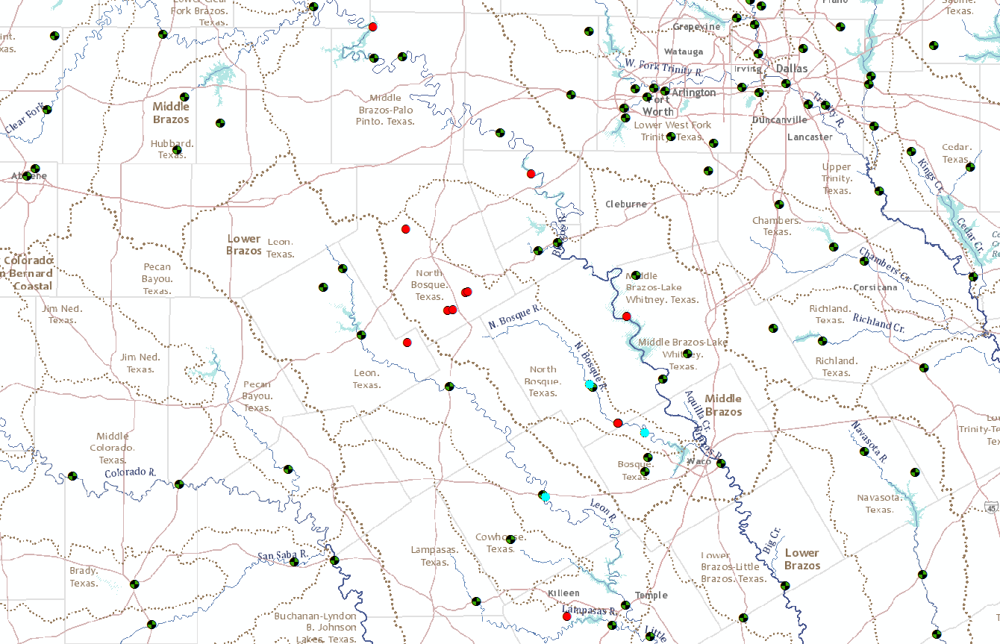 Lower Clear
Fork Brazos.
Texas.
Plano
Sabine.
Texas.
int.
xas.
Grapevine
Watauga
W. Fork Trinity R.
Irving
Dallas
Arlington
Fort
Worth
Middle
Brazos-Palo
Pinto. Texas.
Middle
Brazos
Clear Fork
Trinity R.
Duncanville
Lower West Fork
Trinity. Texas.
Lancaster
Hubbard.
Texas.
Cedar.
Texas.
Abilene
Upper
Trinity.
Texas.
Kings Cr.
Cleburne
Chambers.
Texas.
Cedar Cr.
Brazos R.
Lower
Brazos
Leon.
Texas.
Colorado
n Bernard
Coastal
Pecan
Bayou.
Texas.
Chambers Cr.
North
Bosque.
Texas.
Middle
Brazos-Lake
Whitney. Texas.
Corsicana
Jim Ned.
Texas.
N. Bosque R.
Richland.
Texas.
Richland Cr.
Middle Brazos-Lake
Whitney.
Texas.
N. Bosque R.
Jim Ned.
Texas.
Richland.
Texas.
Leon.
Texas.
North
Bosque.
Texas.
Pecan
Bayou.
Texas.
Aquilla Cr.
Middle
Brazos
Trinity-Te
Navasota R.
Middle
Colorado.
Texas.
Brazos R.
Bosque.
Texas.
Waco
Colorado R.
Navasota.
Texas.
45
Leon R.
Cowhouse.
Texas.
Big Cr.
Lampasas.
Texas.
San Saba R.
Lower
Brazos-Little
Brazos. Texas.
Lower
Brazos
Brady.
Texas.
Killeen
Temple
Lampasas R.
Buchanan-Lyndon
B. Johnson
Lakes. Texas.
Little